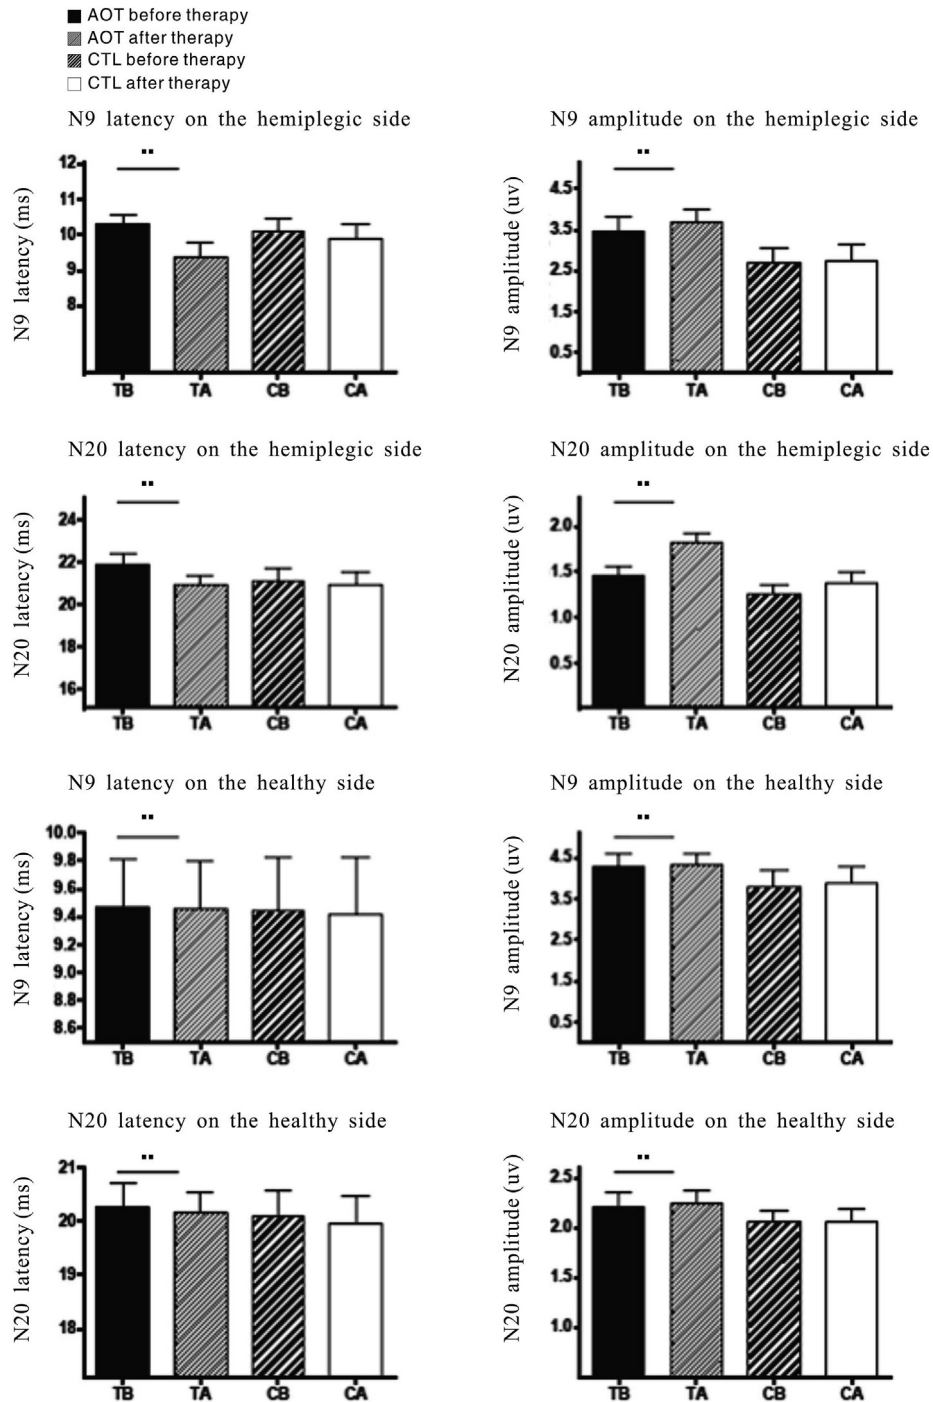 AOT before therapy
AOT after therapy
CTL before therapy
CTL after therapy
N9 latency on the hemiplegic side
N9 latency (ms)
12
11
10
9
8
TB TA CB CA
N9 amplitude on the hemiplegic side
N9 amplitude (uv)
4.5
3.5
2.5
1.5
0.5
TB TA CB CA
N20 latency on the hemiplegic side
N20 latency (ms)
24
22
20
18
16
TB TA CB CA
N20 amplitude on the hemiplegic side
N20 amplitude (uv)
2.0
1.5
1.0
0.5
TB TA CB CA
N9 latency on the healthy side
N9 latency (ms)
10.0
9.8
9.6
9.4
9.2
9.0
8.8
8.6
TB TA CB CA
N9 amplitude on the healthy side
N9 amplitude (uv)
4.5
3.5
2.5
1.5
0.5
TB TA CB CA
N20 latency on the healthy side
N20 latency (ms)
21
20
19
18
TB TA CB CA
N20 amplitude on the healthy side
N20 amplitude (uv)
2.5
2.0
1.5
1.0
TB TA CB CA